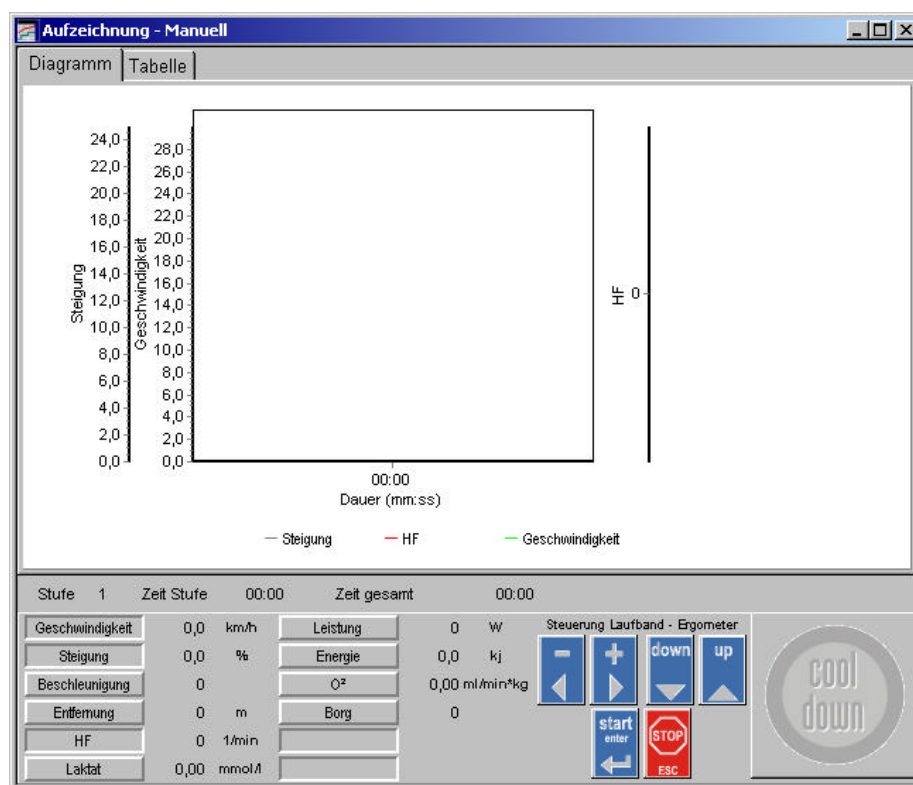 Aufzeichnung - Manuell
Diagramm Tabelle
24,0
22,0
20,0
18,0
16,0
14,0
12,0
10,0
8,0
6,0
4,0
2,0
0,0
Steigung
28,0
26,0
24,0
22,0
20,0
18,0
16,0
14,0
12,0
10,0
8,0
6,0
4,0
2,0
0,0
Geschwindigkeit
HF
0
00:00
Dauer (mm:ss)
Steigung HF Geschwindigkeit
Stufe 1 Zeit Stufe 00:00 Zeit gesamt 00:00
Geschwindigkeit 0,0 km/h Leistung 0 W
Steigung 0,0 % Energie 0,0 kj
Beschleunigung 0 O² 0,00 ml/min*kg
Entfernung 0 m Borg 0
HF 0 1/min
Laktat 0,00 mmol/l
Steuerung Laufband - Ergometer
- + down up
start
enter
STOP
ESC
cool
down